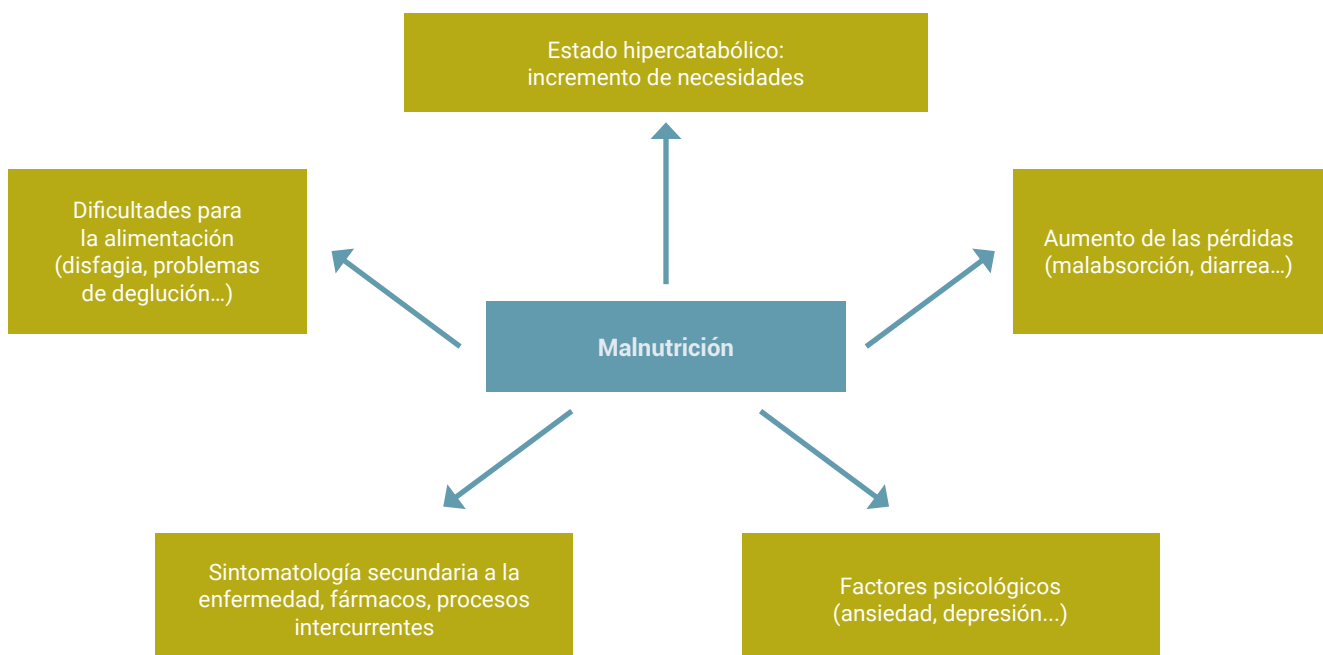 Estado hipercatabólico:
incremento de necesidades
Dificultades para
la alimentación
(disfagia, problemas
de deglución…)
Aumento de las pérdidas
(malabsorción, diarrea…)
Malnutrición
Sintomatología secundaria a la
enfermedad, fármacos, procesos
intercurrentes
Factores psicológicos
(ansiedad, depresión...)